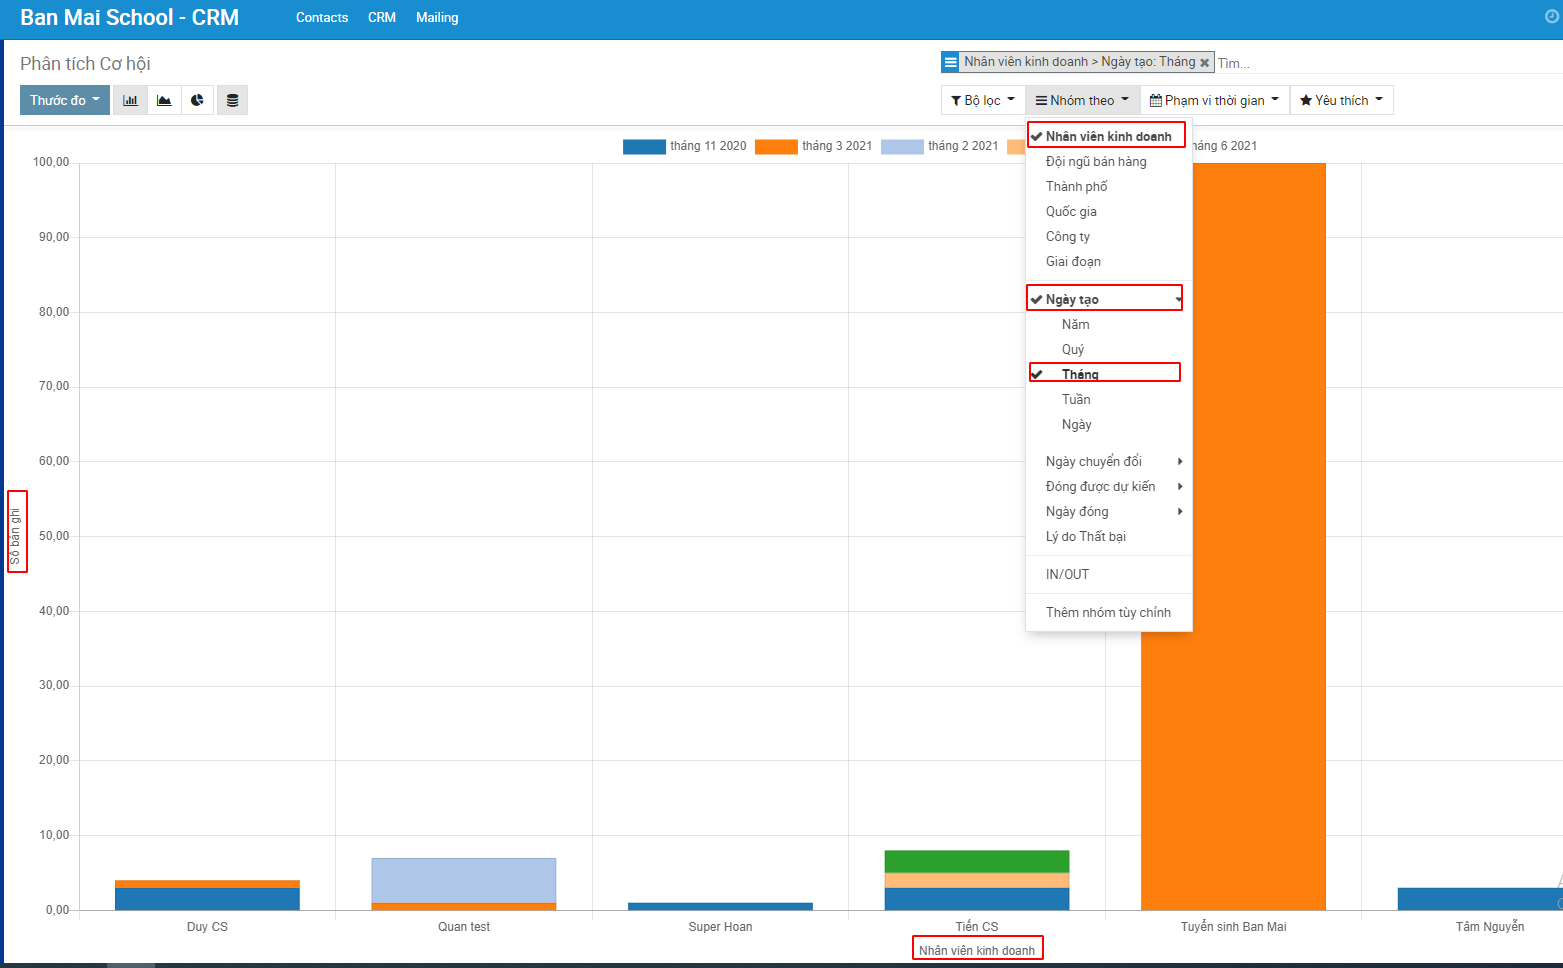 Ban Mai School - CRM
Contacts
CRM
Mailing
Phân tích Cơ hội
Nhân viên kinh doanh > Ngày tạo: Tháng
Tìm...
Thước đo
Bộ lọc
Nhóm theo
Phạm vi thời gian
Yêu thích
tháng 11 2020
tháng 3 2021
tháng 2 2021
háng 6 2021
Nhân viên kinh doanh
Đội ngũ bán hàng
Thành phố
Quốc gia
Công ty
Giai đoạn
Ngày tạo
Năm
Quý
Tháng
Tuần
Ngày
Ngày chuyển đổi
Đóng được dự kiến
Ngày đóng
Lý do Thất bại
IN/OUT
Thêm nhóm tùy chỉnh
100,00
90,00
80,00
70,00
60,00
50,00
40,00
30,00
20,00
10,00
0,00
Số bản ghi
Duy CS
Quan test
Super Hoan
Tiến CS
Tuyển sinh Ban Mai
Tâm Nguyễn
Nhân viên kinh doanh